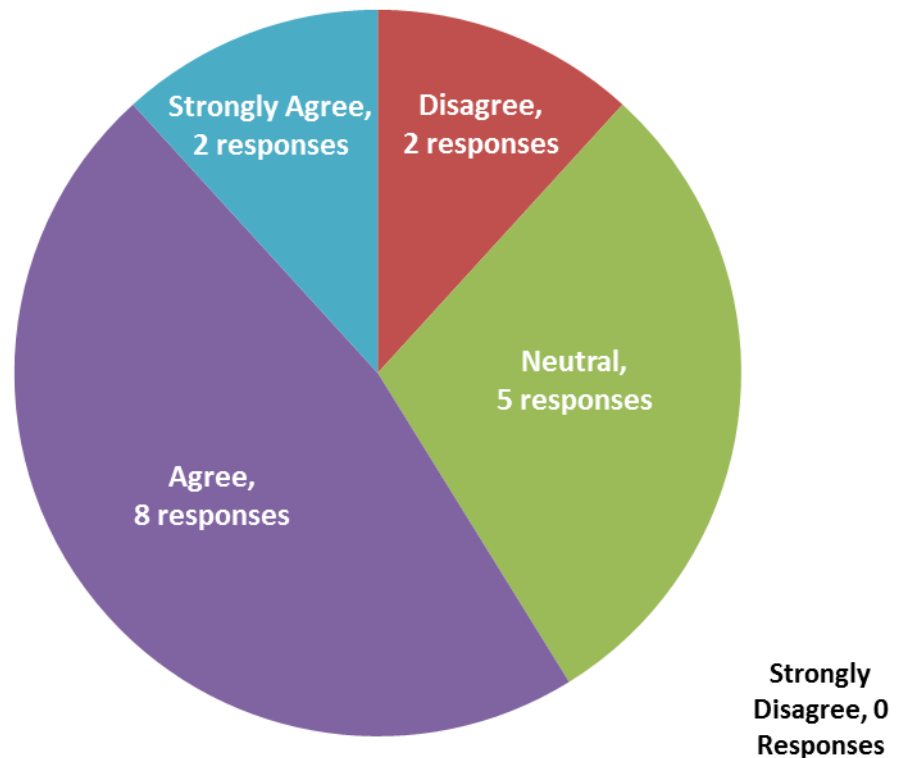 Strongly Agree,
2 responses
Disagree,
2 responses
Neutral,
5 responses
Agree,
8 responses
Strongly
Disagree, 0
Responses